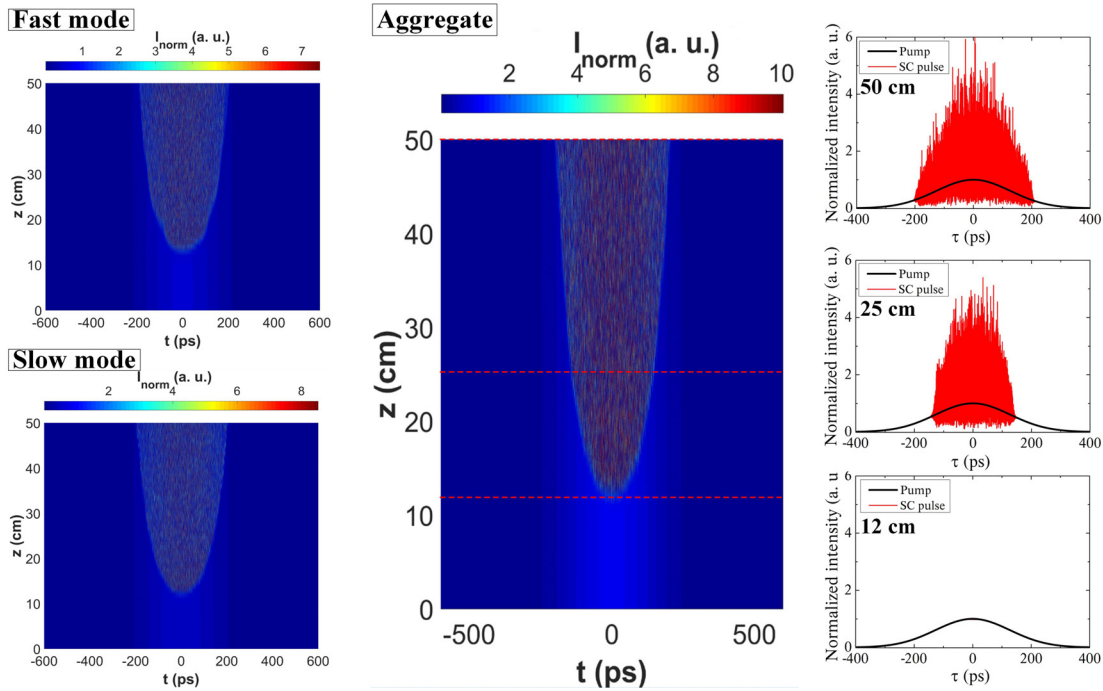 Fast mode
I_norm (a. u.)
1 2 3 4 5 6 7
50
40
30
20
10
0
z (cm)
-600 -400 -200 0 200 400 600
t (ps)
Slow mode
I_norm (a. u.)
2 4 6 8
50
40
30
20
10
0
z (cm)
-600 -400 -200 0 200 400 600
t (ps)
Aggregate
I_norm (a. u.)
2 4 6 8 10
50
40
30
20
10
0
z (cm)
-500 0 500
t (ps)
Normalized intensity (a. u.)
6
4
2
0
Pump
SC pulse
50 cm
-400 -200 0 200 400
τ (ps)
Normalized intensity (a. u.)
6
4
2
0
Pump
SC pulse
25 cm
-400 -200 0 200 400
τ (ps)
Normalized intensity (a. u
6
4
2
0
Pump
SC pulse
12 cm
-400 -200 0 200 400
τ (ps)